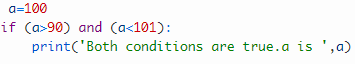 a=100
if (a>90) and (a<101):
    print('Both conditions are true.a is ',a)